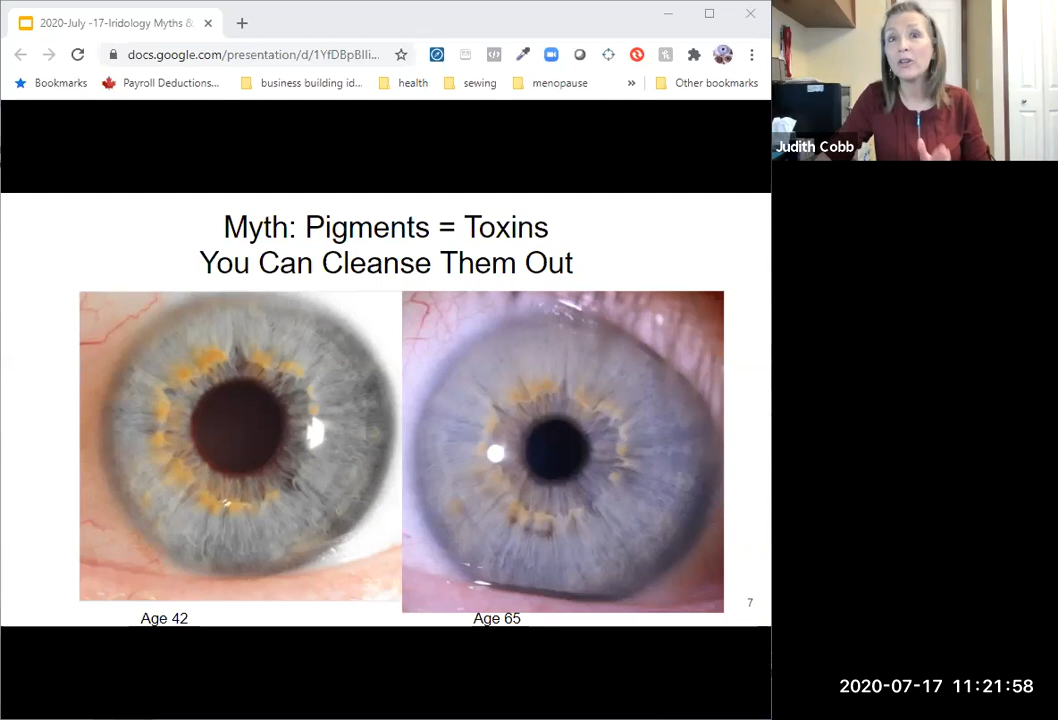 2020-July -17-Iridology Myths &
docs.google.com/presentation/d/1YfDBpBlIi...
Bookmarks
Payroll Deductions...
business building id...
health
sewing
menopause
»
Other bookmarks
Judith Cobb
Myth: Pigments = Toxins
You Can Cleanse Them Out
7
Age 42
Age 65
2020-07-17 11:21:58